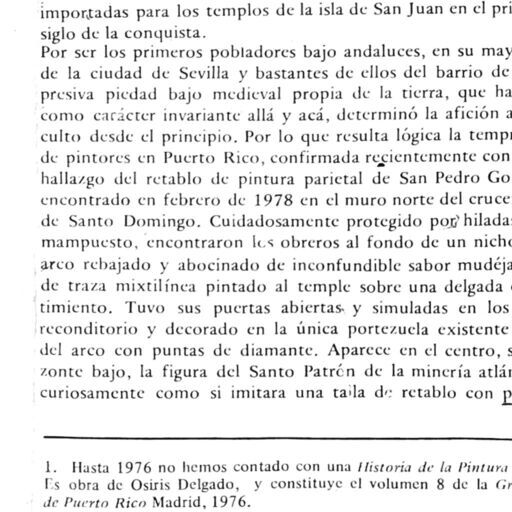 importadas para los templos de la isla de San Juan en el pri
siglo de la conquista.
Por ser los primeros pobladores bajo andaluces, en su may
de la ciudad de Sevilla y bastantes de ellos del barrio de
presiva piedad bajo medieval propia de la tierra, que ha
como carácter invariante allá y acá, determinó la afición a
culto desde el principio. Por lo que resulta lógica la temp
de pintores en Puerto Rico, confirmada recientemente con
hallazgo del retablo de pintura parietal de San Pedro Go
encontrado en febrero de 1978 en el muro norte del cruce
de Santo Domingo. Cuidadosamente protegido por hilada
mampuesto, encontraron los obreros al fondo de un nicho
arco rebajado y abocinado de inconfundible sabor mudéja
de traza mixtilínea pintado al temple sobre una delgada
timiento. Tuvo sus puertas abiertas y simuladas en los
reconditorio y decorado en la única portezuela existente
del arco con puntas de diamante. Aparece en el centro, s
zonte bajo, la figura del Santo Patrón de la minería atlán
curiosamente como si imitara una talla de retablo con p
1. Hasta 1976 no hemos contado con una Historia de la Pintura
Es obra de Osiris Delgado, y constituye el volumen 8 de la Gr
de Puerto Rico Madrid, 1976.